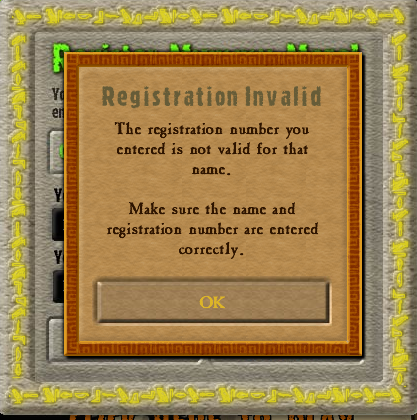 Registration Invalid
The registration number you
entered is not valid for that
name.
Make sure the name and
registration number are entered
correctly.
OK